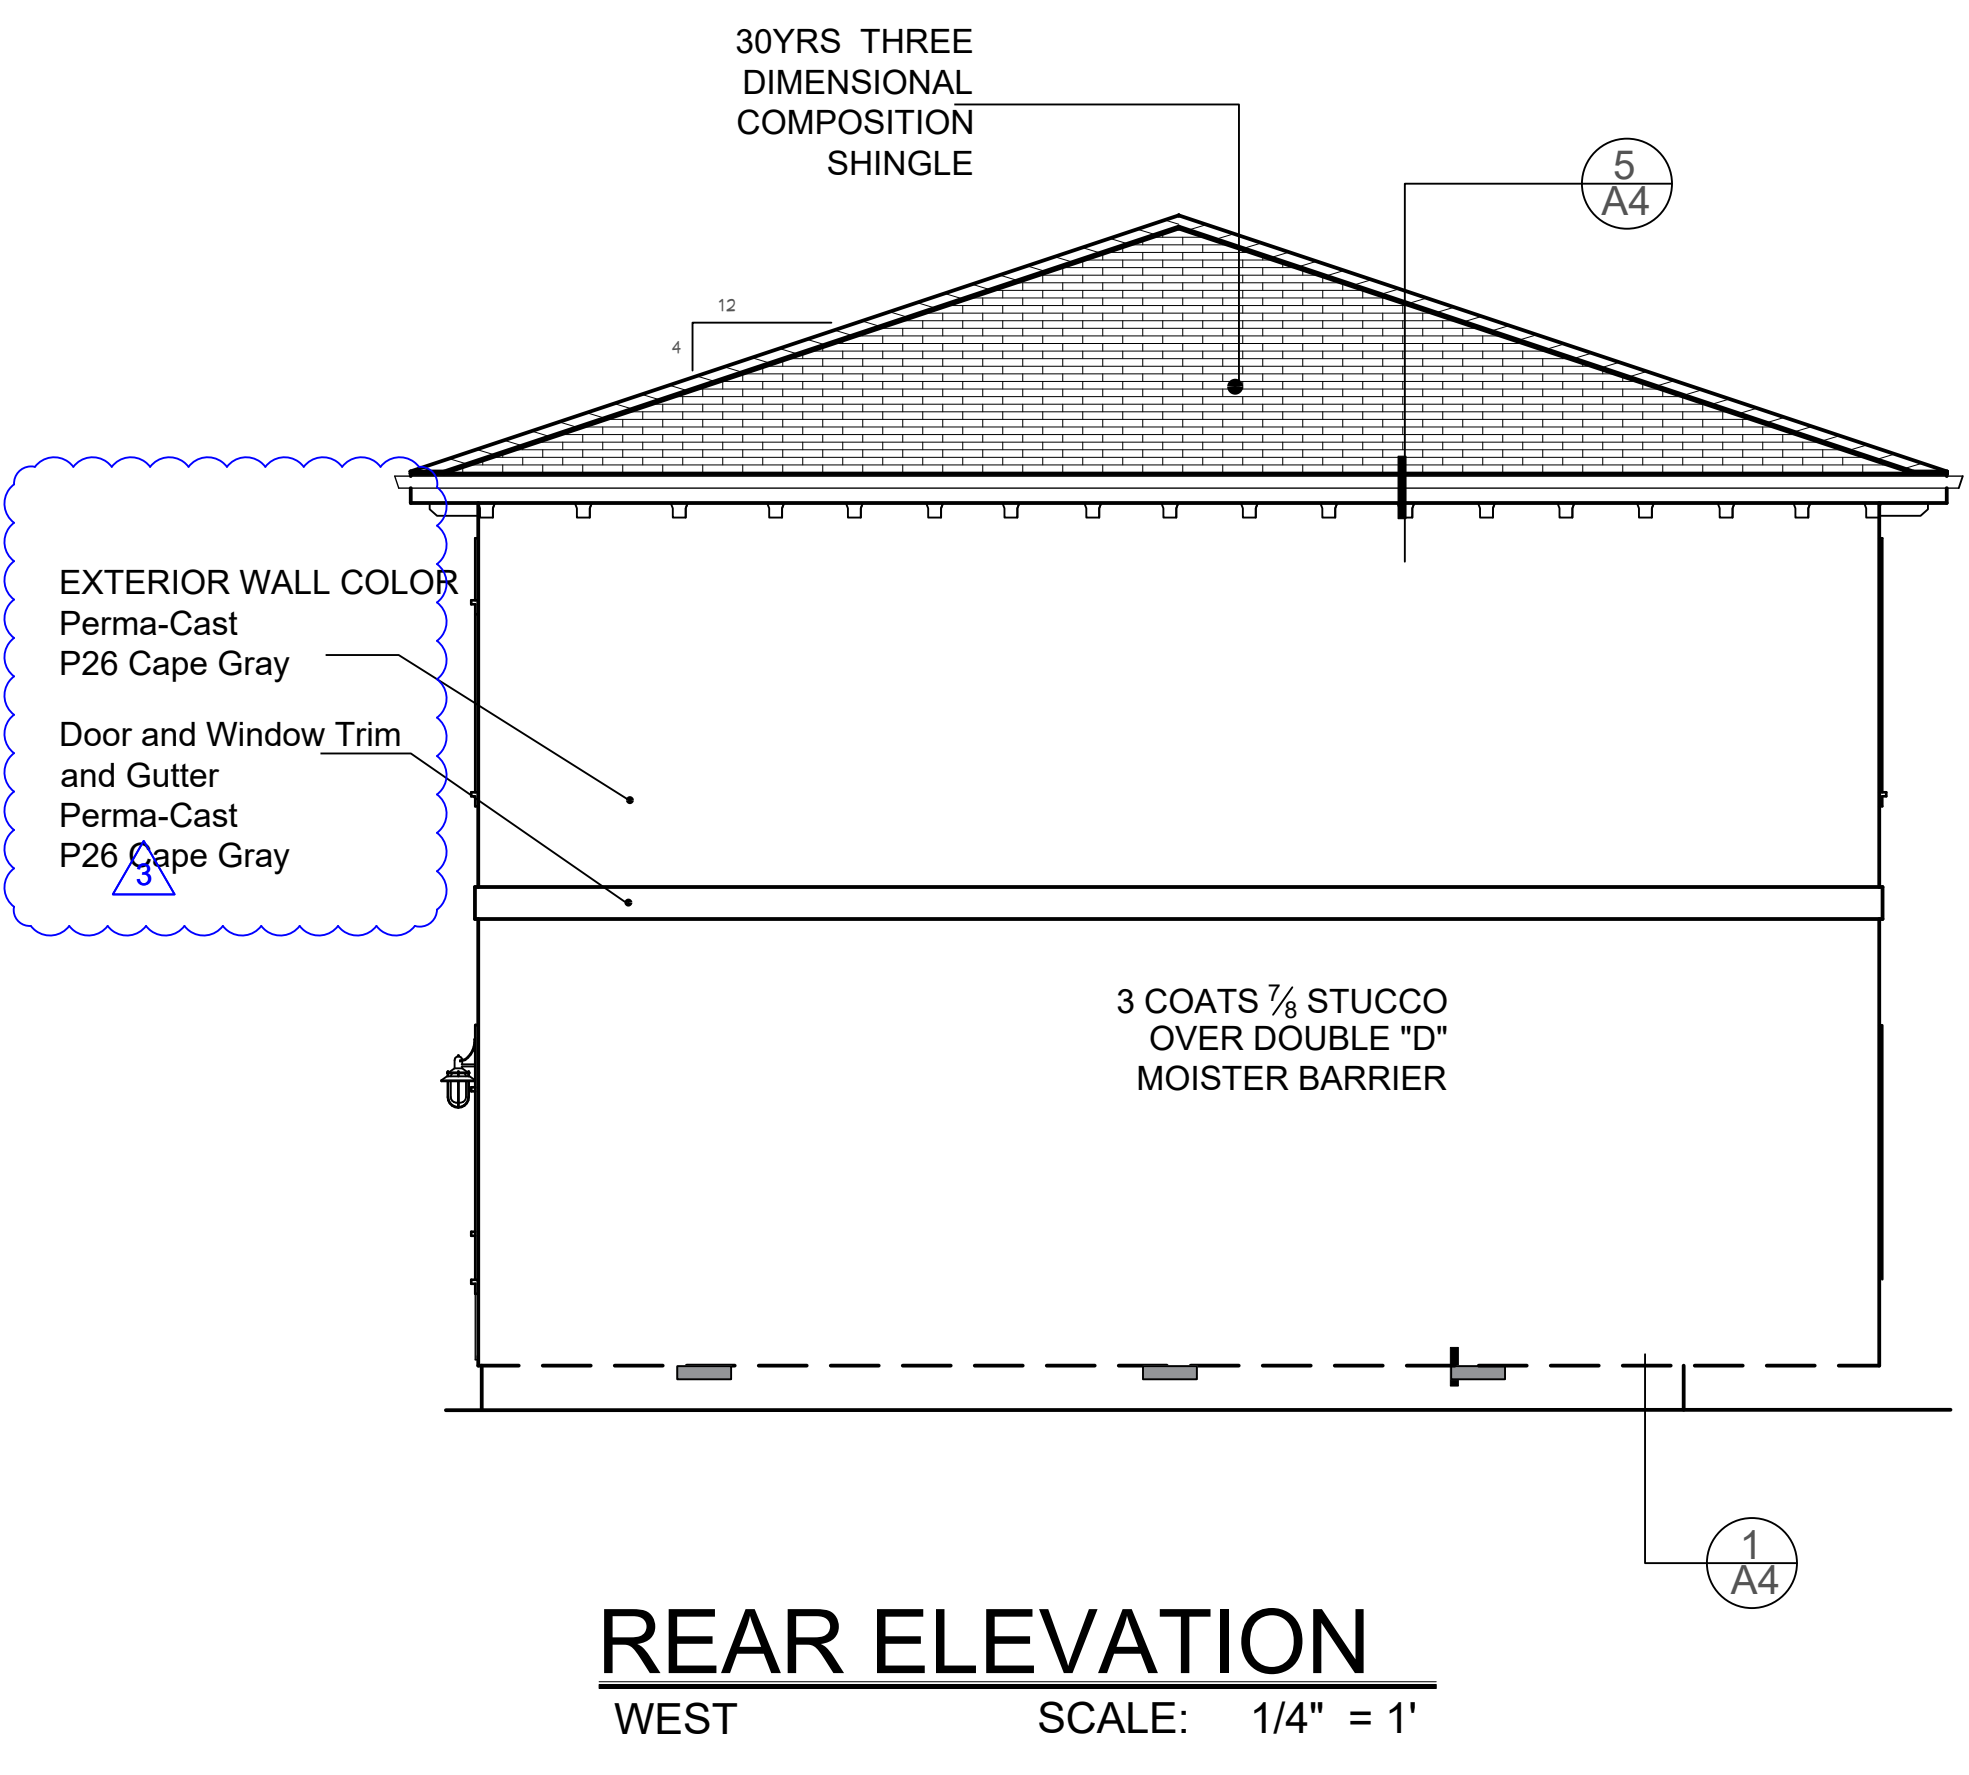 30YRS THREE
DIMENSIONAL
COMPOSITION
SHINGLE
5
A4
12
4
EXTERIOR WALL COLOR
Perma-Cast
P26 Cape Gray
Door and Window Trim
and Gutter
Perma-Cast
P26 Cape Gray
3
3 COATS 7/8 STUCCO
OVER DOUBLE "D"
MOISTER BARRIER
1
A4
REAR ELEVATION
WEST SCALE: 1/4" = 1'